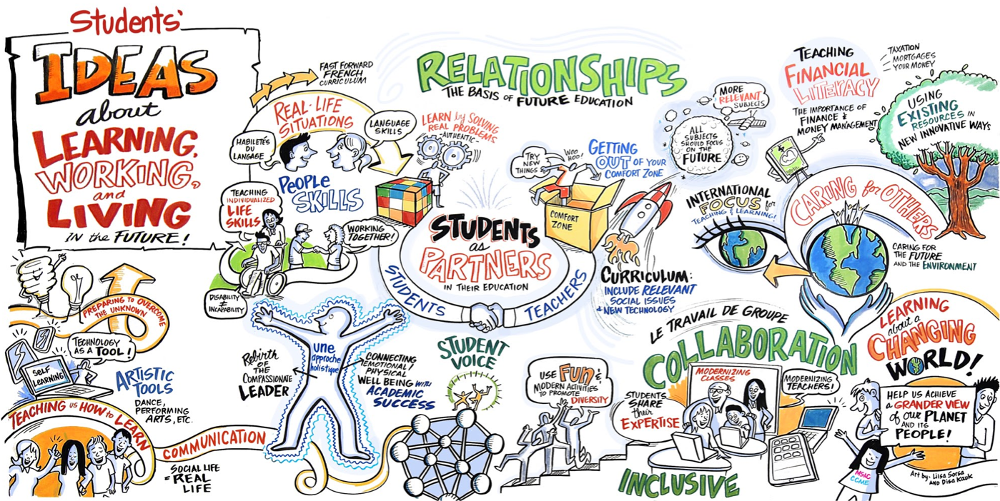 Students'
IDEAS
about
LEARNING,
WORKING,
and
LIVING
IN the FUTURE!
FAST FORWARD
FRENCH
CURRICULUM
REAL-LIFE
SITUATIONS
HABILETÉS
DU
LANGAGE
LANGUAGE
SKILLS
PEOPLE
SKILLS
TEACHING
INDIVIDUALIZED
LIFE
SKILLS
WORKING
TOGETHER!
DISABILITY
≠
INCAPABILITY
RELATIONSHIPS
THE BASIS OF FUTURE EDUCATION
LEARN by SOLVING
REAL PROBLEMS
AUTHENTIC
TRY
NEW
THINGS
WOO
HOO!
GETTING
OUT OF YOUR
COMFORT ZONE
COMFORT
ZONE
STUDENTS
as
PARTNERS
IN THEIR EDUCATION
STUDENTS
TEACHERS
MORE
RELEVANT
SUBJECTS
ALL
SUBJECTS
SHOULD FOCUS
ON THE
FUTURE
CURRICULUM:
INCLUDE RELEVANT
SOCIAL ISSUES
+ NEW TECHNOLOGY
TEACHING
FINANCIAL
LITERACY
THE IMPORTANCE OF
FINANCE &
MONEY MANAGEMENT
TAXATION
MORTGAGES
YOUR MONEY
USING
EXISTING
RESOURCES IN
NEW INNOVATIVE WAYS
INTERNATIONAL
FOCUS for
TEACHING & LEARNING!
CARING for OTHERS
CARING FOR
THE FUTURE
AND THE ENVIRONMENT
PREPARING TO OVERCOME
THE UNKNOWN
TECHNOLOGY
AS A TOOL!
SELF
LEARNING
ARTISTIC
TOOLS
DANCE,
PERFORMING
ARTS, ETC.
TEACHING us HOW to LEARN
COMMUNICATION
SOCIAL LIFE
= REAL
LIFE
Rebirth
OF
THE
COMPASSIONATE
LEADER
une
approche
holistique
CONNECTING
EMOTIONAL /
PHYSICAL
WELL BEING WITH
ACADEMIC
SUCCESS
STUDENT
VOICE
USE FUN &
MODERN ACTIVITIES
TO PROMOTE
DIVERSITY
LE TRAVAIL DE GROUPE
COLLABORATION
STUDENTS
SHARE
their
EXPERTISE
MODERNIZING
CLASSES
MODERNIZING
TEACHERS!
INCLUSIVE
LEARNING
about a
CHANGING
WORLD!
HELP US ACHIEVE
a GRANDER VIEW
of our PLANET
AND ITS
PEOPLE!
MSLC
CCME
Art by: Liisa Sorsa
AND Disa Kauk